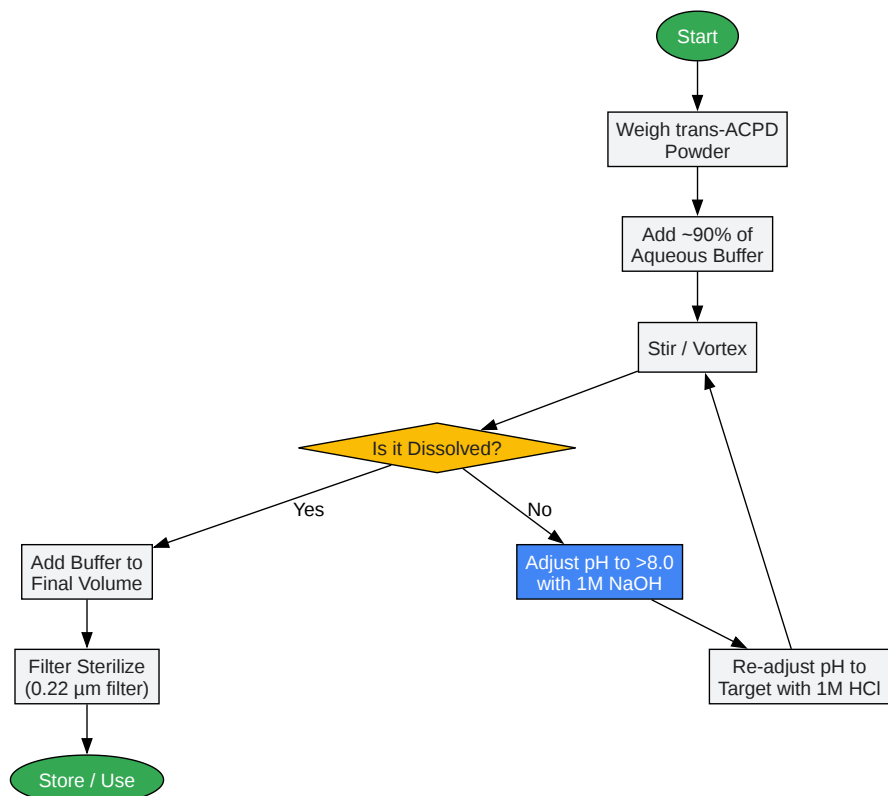 Start
Weigh trans-ACPD
Powder
Add ~90% of
Aqueous Buffer
Stir / Vortex
Is it Dissolved?
Yes
No
Add Buffer to
Final Volume
Adjust pH to >8.0
with 1M NaOH
Filter Sterilize
(0.22 µm filter)
Re-adjust pH to
Target with 1M HCl
Store / Use